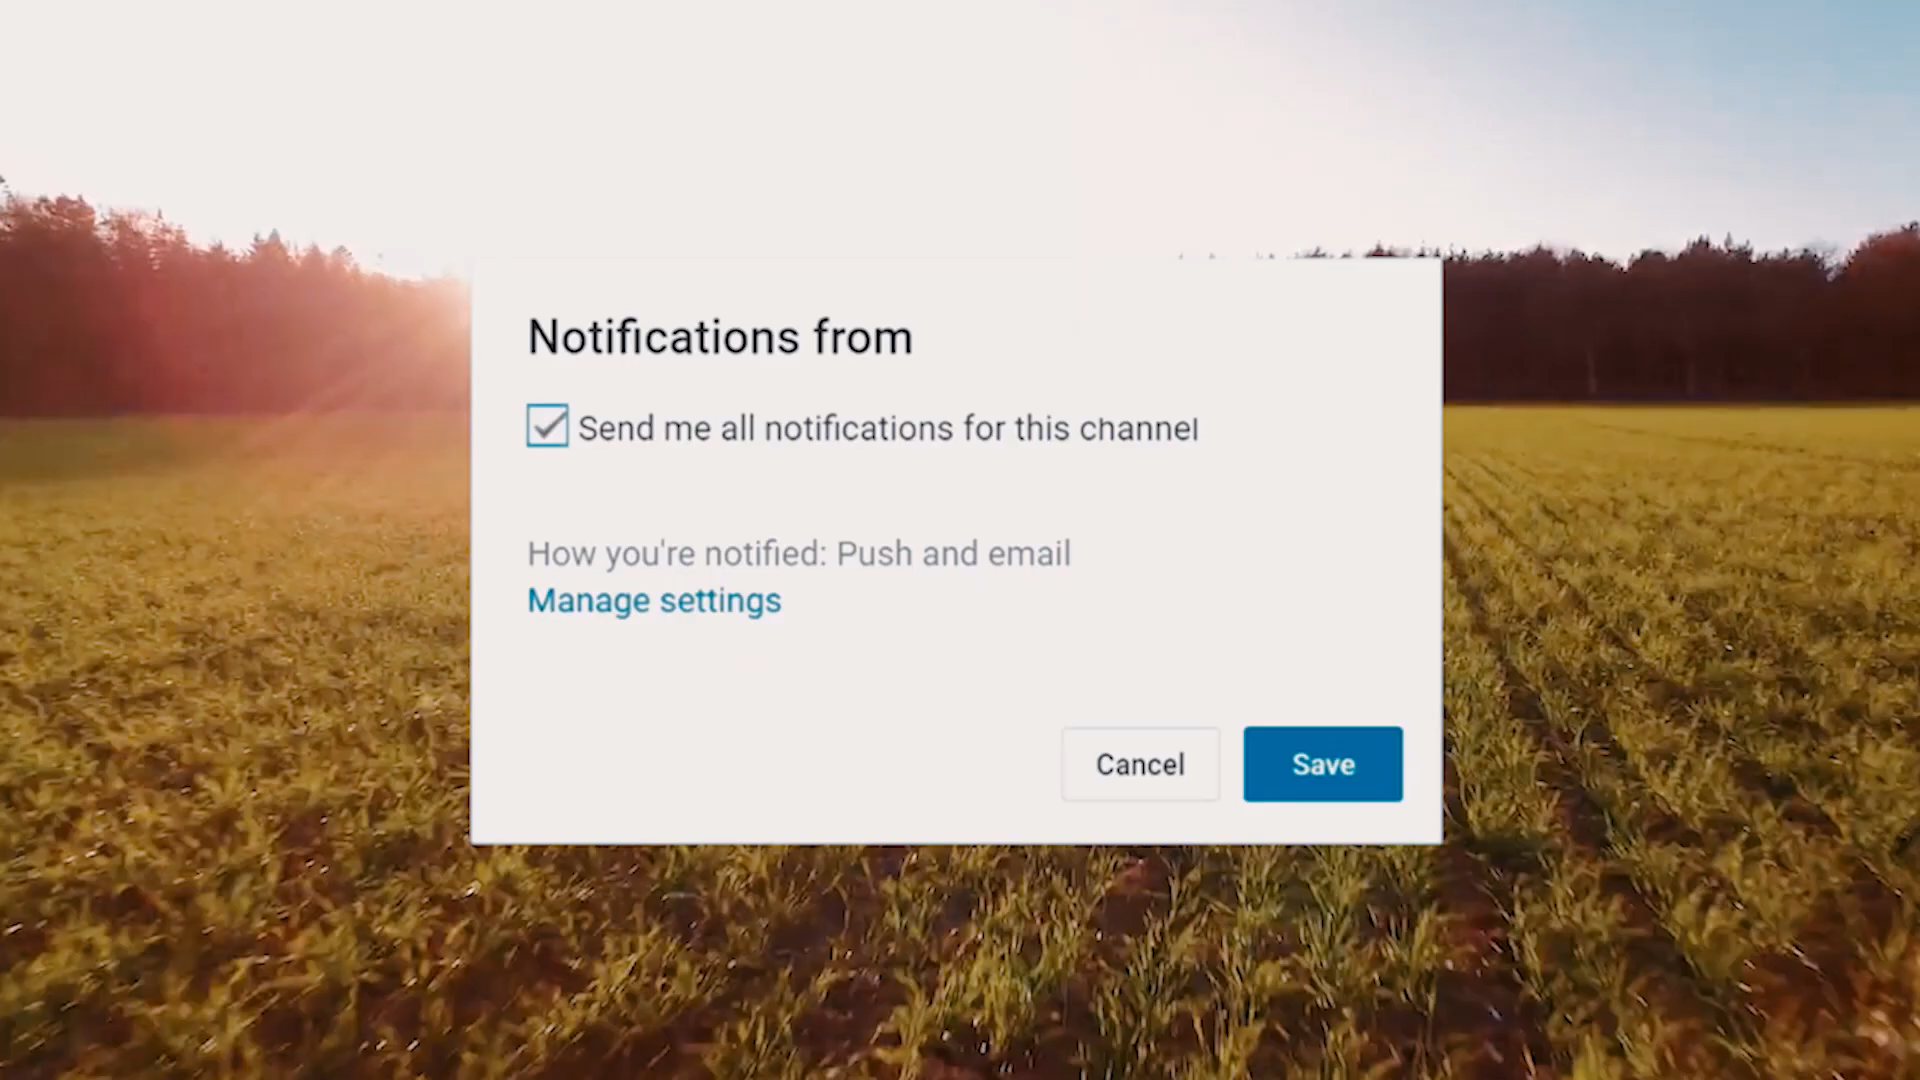 Notifications from
Send me all notifications for this channel
How you're notified: Push and email
Manage settings
Cancel
Save